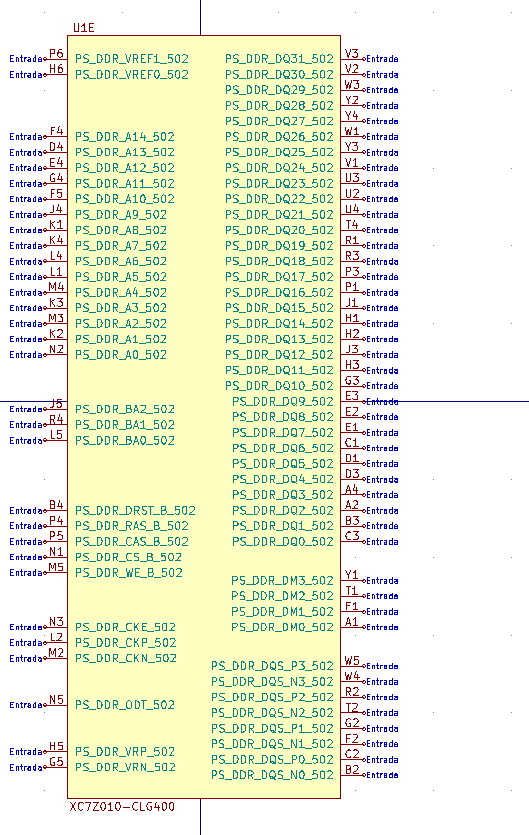 U1E
Entrada P6 PS_DDR_VREF1_502 PS_DDR_DQ31_502 V3 Entrada
Entrada H6 PS_DDR_VREF0_502 PS_DDR_DQ30_502 V2 Entrada
PS_DDR_DQ29_502 W3 Entrada
PS_DDR_DQ28_502 Y2 Entrada
PS_DDR_DQ27_502 Y4 Entrada
Entrada F4 PS_DDR_A14_502 PS_DDR_DQ26_502 W1 Entrada
Entrada D4 PS_DDR_A13_502 PS_DDR_DQ25_502 Y3 Entrada
Entrada E4 PS_DDR_A12_502 PS_DDR_DQ24_502 V1 Entrada
Entrada G4 PS_DDR_A11_502 PS_DDR_DQ23_502 U3 Entrada
Entrada F5 PS_DDR_A10_502 PS_DDR_DQ22_502 U2 Entrada
Entrada J4 PS_DDR_A9_502 PS_DDR_DQ21_502 U4 Entrada
Entrada K1 PS_DDR_A8_502 PS_DDR_DQ20_502 T4 Entrada
Entrada K4 PS_DDR_A7_502 PS_DDR_DQ19_502 R1 Entrada
Entrada L4 PS_DDR_A6_502 PS_DDR_DQ18_502 R3 Entrada
Entrada L1 PS_DDR_A5_502 PS_DDR_DQ17_502 P3 Entrada
Entrada M4 PS_DDR_A4_502 PS_DDR_DQ16_502 P1 Entrada
Entrada K3 PS_DDR_A3_502 PS_DDR_DQ15_502 J1 Entrada
Entrada M3 PS_DDR_A2_502 PS_DDR_DQ14_502 H1 Entrada
Entrada K2 PS_DDR_A1_502 PS_DDR_DQ13_502 H2 Entrada
Entrada N2 PS_DDR_A0_502 PS_DDR_DQ12_502 J3 Entrada
PS_DDR_DQ11_502 H3 Entrada
PS_DDR_DQ10_502 G3 Entrada
PS_DDR_DQ9_502 E3 Entrada
Entrada J5 PS_DDR_BA2_502 PS_DDR_DQ8_502 E2 Entrada
Entrada R4 PS_DDR_BA1_502 PS_DDR_DQ7_502 E1 Entrada
Entrada L5 PS_DDR_BA0_502 PS_DDR_DQ6_502 C1 Entrada
PS_DDR_DQ5_502 D1 Entrada
PS_DDR_DQ4_502 D3 Entrada
PS_DDR_DQ3_502 A4 Entrada
Entrada B4 PS_DDR_DRST_B_502 PS_DDR_DQ2_502 A2 Entrada
Entrada P4 PS_DDR_RAS_B_502 PS_DDR_DQ1_502 B3 Entrada
Entrada P5 PS_DDR_CAS_B_502 PS_DDR_DQ0_502 C3 Entrada
Entrada N1 PS_DDR_CS_B_502
Entrada M5 PS_DDR_WE_B_502 PS_DDR_DM3_502 Y1 Entrada
PS_DDR_DM2_502 T1 Entrada
PS_DDR_DM1_502 F1 Entrada
Entrada N3 PS_DDR_CKE_502 PS_DDR_DM0_502 A1 Entrada
Entrada L2 PS_DDR_CKP_502
Entrada M2 PS_DDR_CKN_502 PS_DDR_DQS_P3_502 W5 Entrada
PS_DDR_DQS_N3_502 W4 Entrada
PS_DDR_DQS_P2_502 R2 Entrada
Entrada N5 PS_DDR_ODT_502 PS_DDR_DQS_N2_502 T2 Entrada
PS_DDR_DQS_P1_502 G2 Entrada
Entrada H5 PS_DDR_VRP_502 PS_DDR_DQS_N1_502 F2 Entrada
PS_DDR_DQS_P0_502 C2 Entrada
Entrada G5 PS_DDR_VRN_502 PS_DDR_DQS_N0_502 B2 Entrada
XC7Z010-CLG400